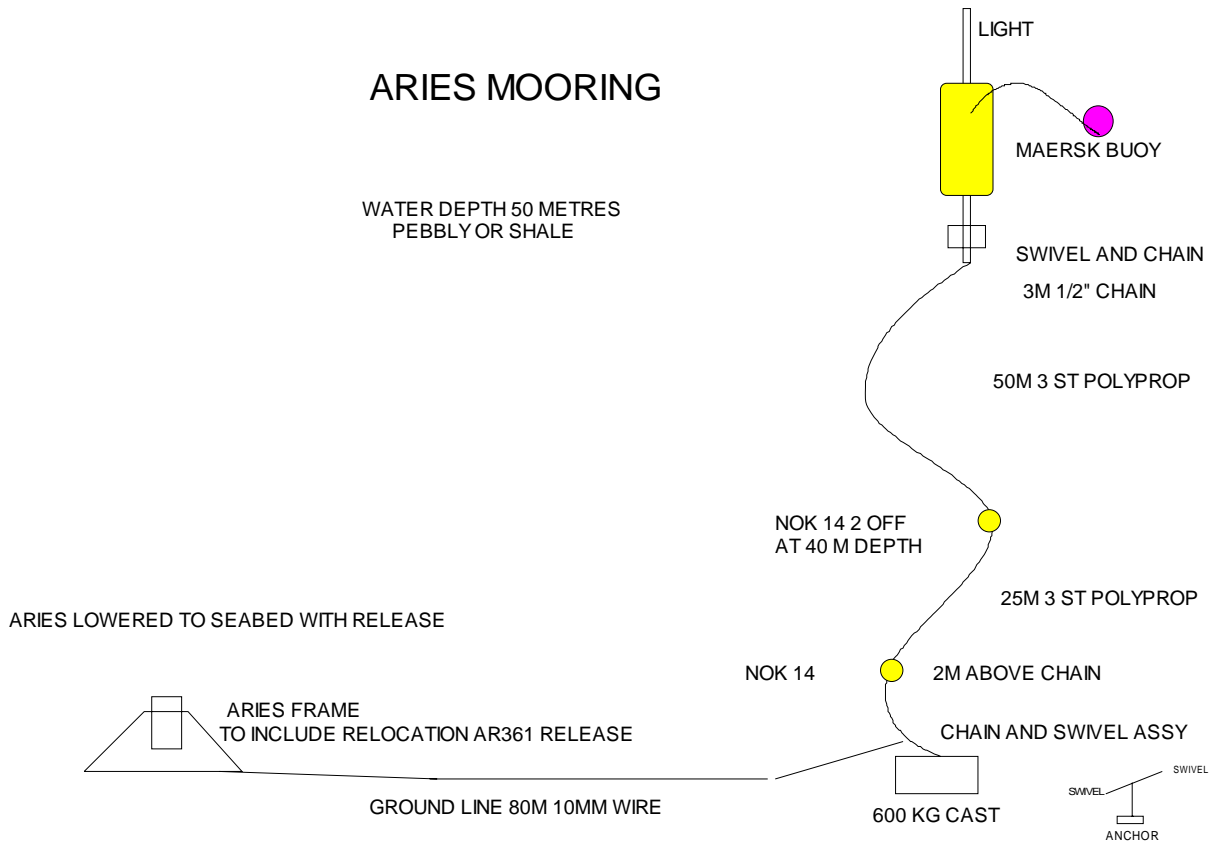 LIGHT
ARIES MOORING
MAERSK BUOY
WATER DEPTH 50 METRES
PEBBLY OR SHALE
SWIVEL AND CHAIN
3M 1/2" CHAIN
50M 3 ST POLYPROP
NOK 14 2 OFF
AT 40 M DEPTH
25M 3 ST POLYPROP
ARIES LOWERED TO SEABED WITH RELEASE
NOK 14
2M ABOVE CHAIN
ARIES FRAME
TO INCLUDE RELOCATION AR361 RELEASE
CHAIN AND SWIVEL ASSY
GROUND LINE 80M 10MM WIRE
600 KG CAST
SWIVEL
SWIVEL
ANCHOR